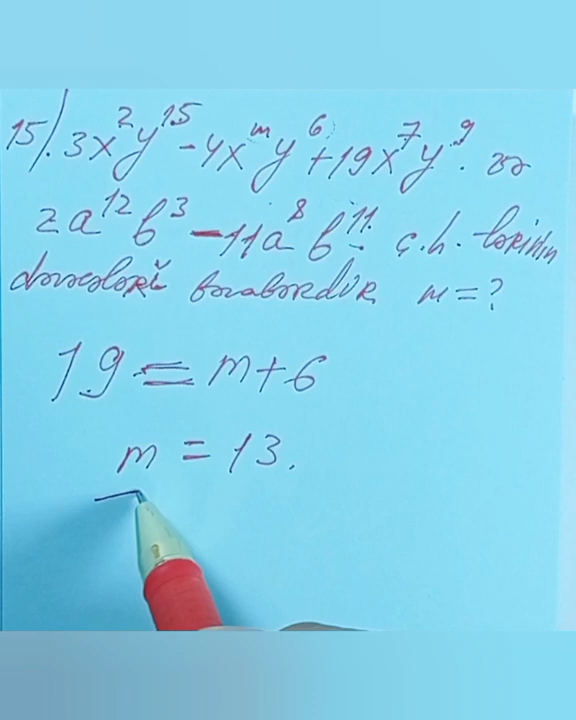 15). 3x²y¹⁵ - 4xᵐy⁶ + 19x⁷y⁹. və
2a¹²b³ - 11a⁸b¹¹. ç.h. lərinin
dərəcələri bərabərdir. m = ?
19 = m+6
m = 13.